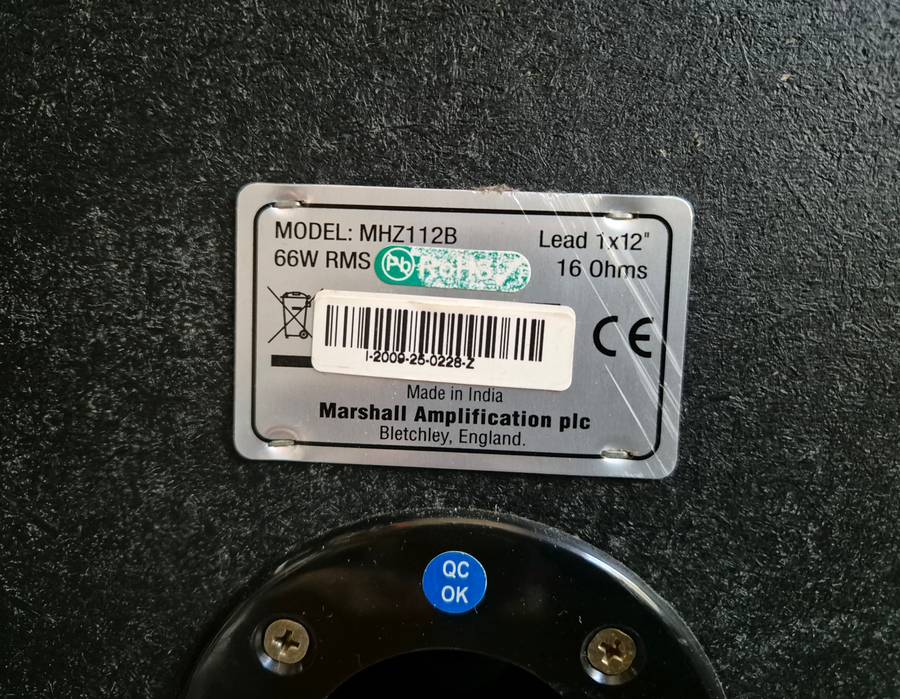 MODEL: MHZ112B
Lead 1x12"
66W RMS
Pb RoHS
16 Ohms
CE
I-2009-25-0228-Z
Made in India
Marshall Amplification plc
Bletchley, England.
QC
OK